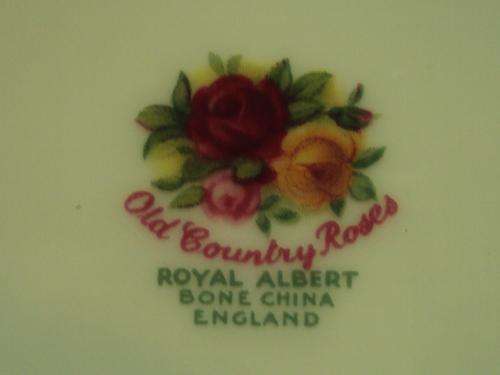 Old Country Roses
ROYAL ALBERT
BONE CHINA
ENGLAND